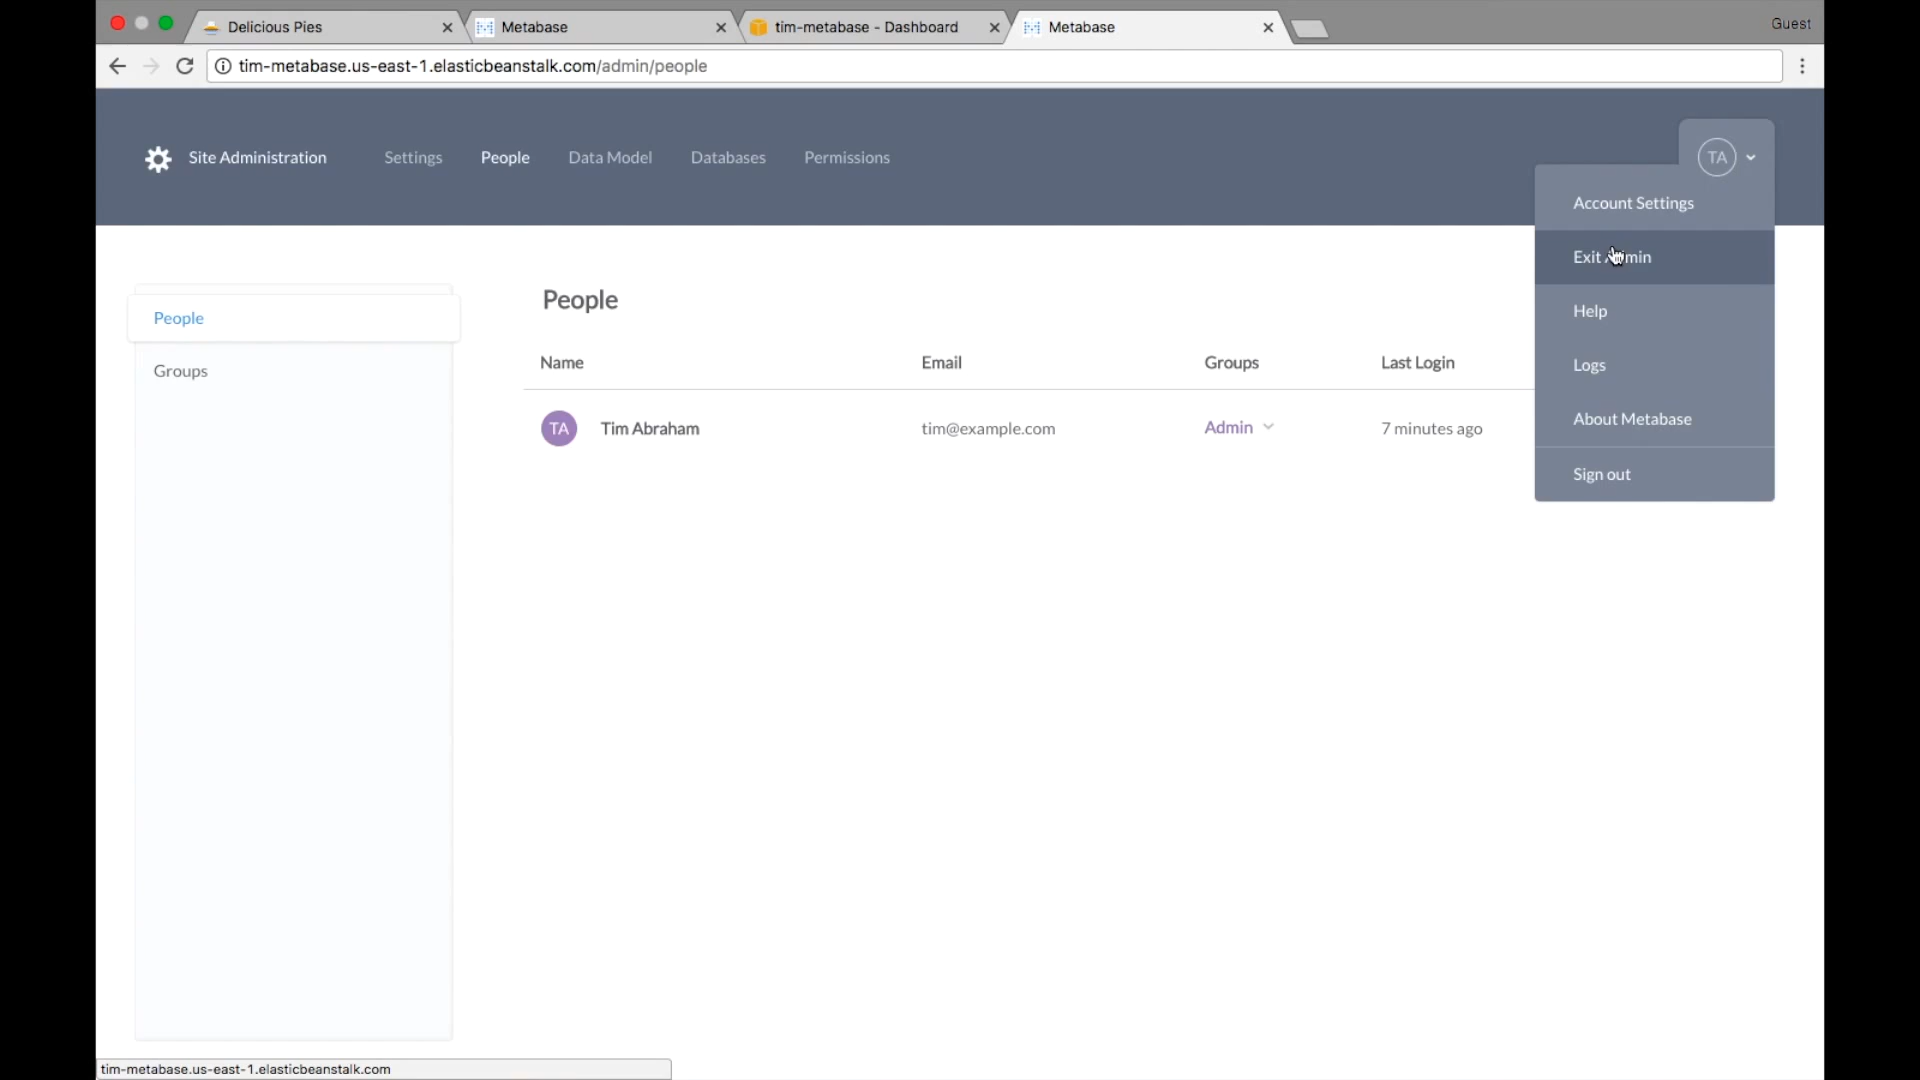 Delicious Pies
Metabase
tim-metabase - Dashboard
Metabase
Guest
tim-metabase.us-east-1.elasticbeanstalk.com/admin/people
Site Administration
Settings
People
Data Model
Databases
Permissions
TA
Account Settings
Exit Admin
Help
Logs
About Metabase
Sign out
People
Groups
People
Name Email Groups Last Login
TA Tim Abraham tim@example.com Admin 7 minutes ago
tim-metabase.us-east-1.elasticbeanstalk.com